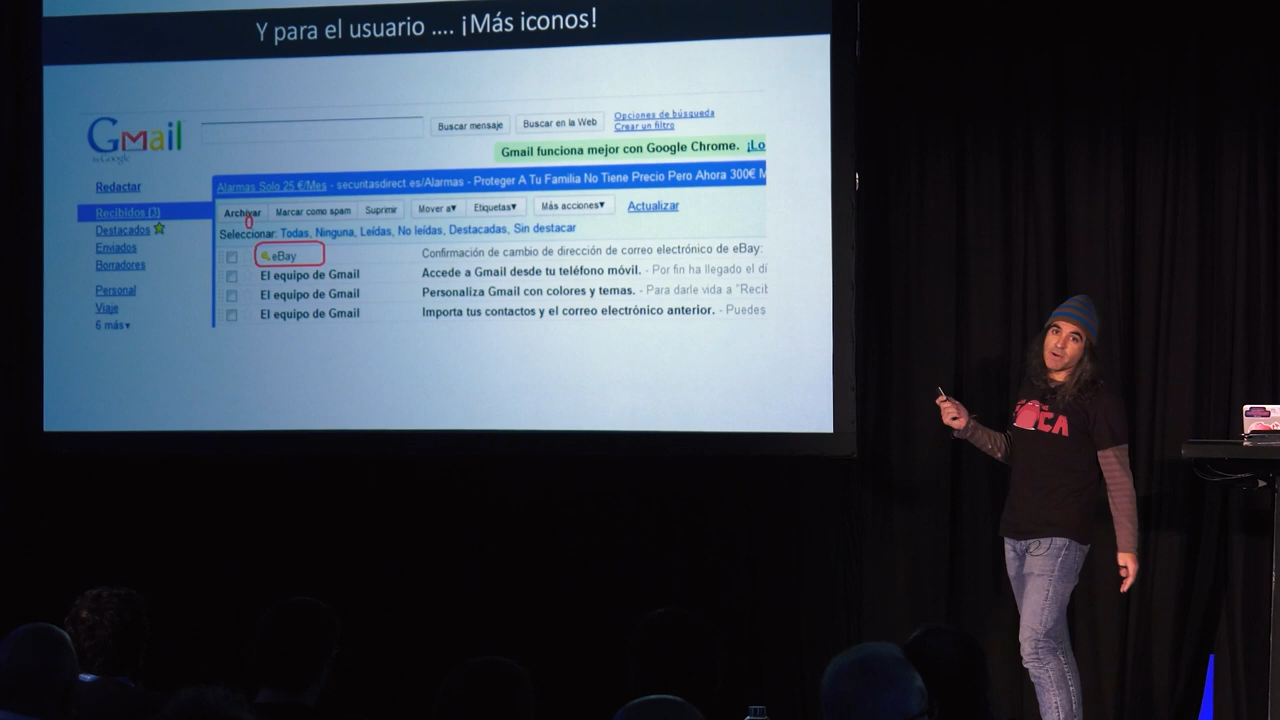 Y para el usuario .... ¡Más iconos!
Gmail
by Google
Buscar mensaje
Buscar en la Web
Opciones de búsqueda
Crear un filtro
Gmail funciona mejor con Google Chrome. ¡Lo
Redactar
Recibidos (3)
Destacados
Enviados
Borradores
Personal
Viaje
6 más▾
Alarmas Solo 25 €/Mes - securitasdirect.es/Alarmas - Proteger A Tu Familia No Tiene Precio Pero Ahora 300€ M
Archivar Marcar como spam Suprimir Mover a▾ Etiquetas▾ Más acciones▾ Actualizar
Seleccionar: Todas, Ninguna, Leídas, No leídas, Destacadas, Sin destacar
eBay Confirmación de cambio de dirección de correo electrónico de eBay:
El equipo de Gmail Accede a Gmail desde tu teléfono móvil. - Por fin ha llegado el dí
El equipo de Gmail Personaliza Gmail con colores y temas. - Para darle vida a "Recib
El equipo de Gmail Importa tus contactos y el correo electrónico anterior. - Puedes